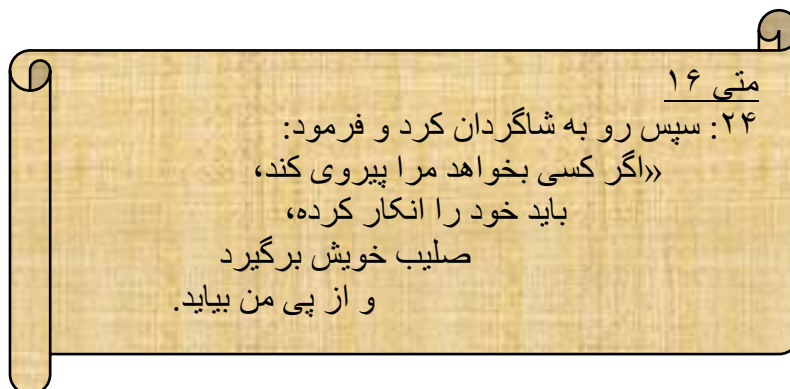 متی ۱۶
۲۴: سپس رو به شاگردان کرد و فرمود:
«اگر کسی بخواهد مرا پیروی کند،
باید خود را انکار کرده،
صلیب خویش برگیرد
و از پی من بیاید.